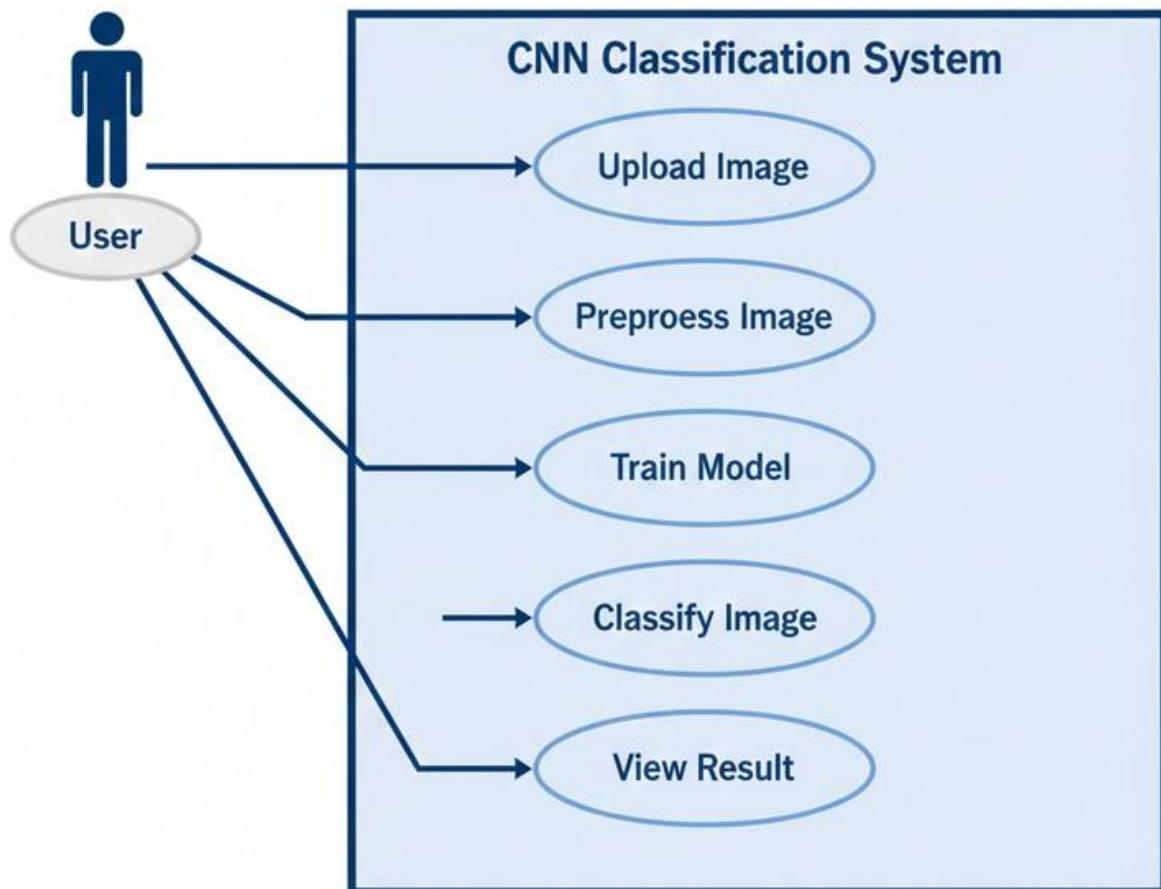 CNN Classification System
Upload Image
User
Preproess Image
Train Model
Classify Image
View Result